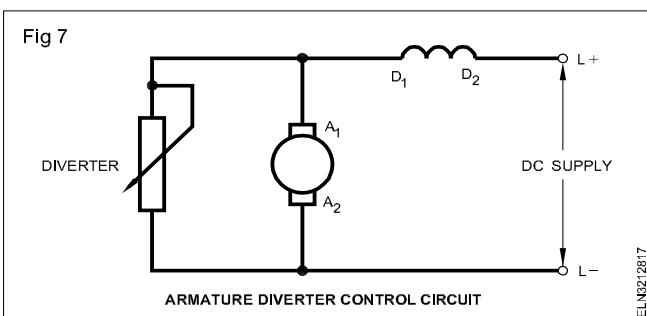 Fig 7
L +
D₁ D₂
A₁
DIVERTER
DC SUPPLY
A₂
L −
ARMATURE DIVERTER CONTROL CIRCUIT
ELN3212817